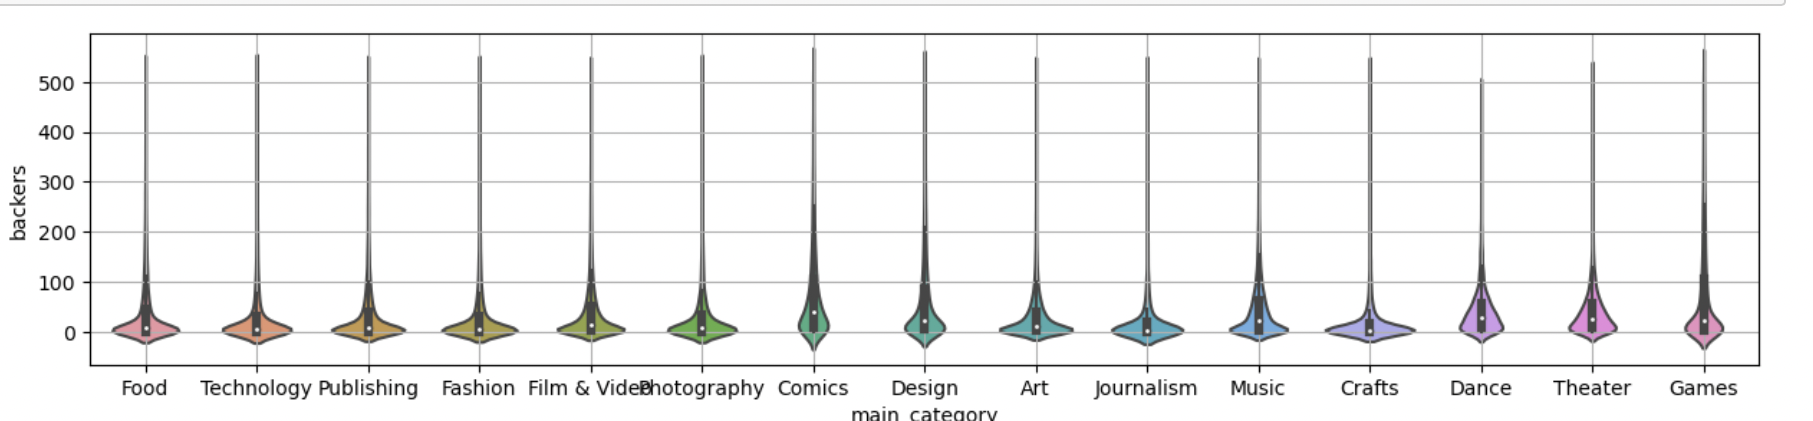 500
400
300
200
100
0
backers
Food Technology Publishing Fashion Film & Video Photography Comics Design Art Journalism Music Crafts Dance Theater Games
main_category